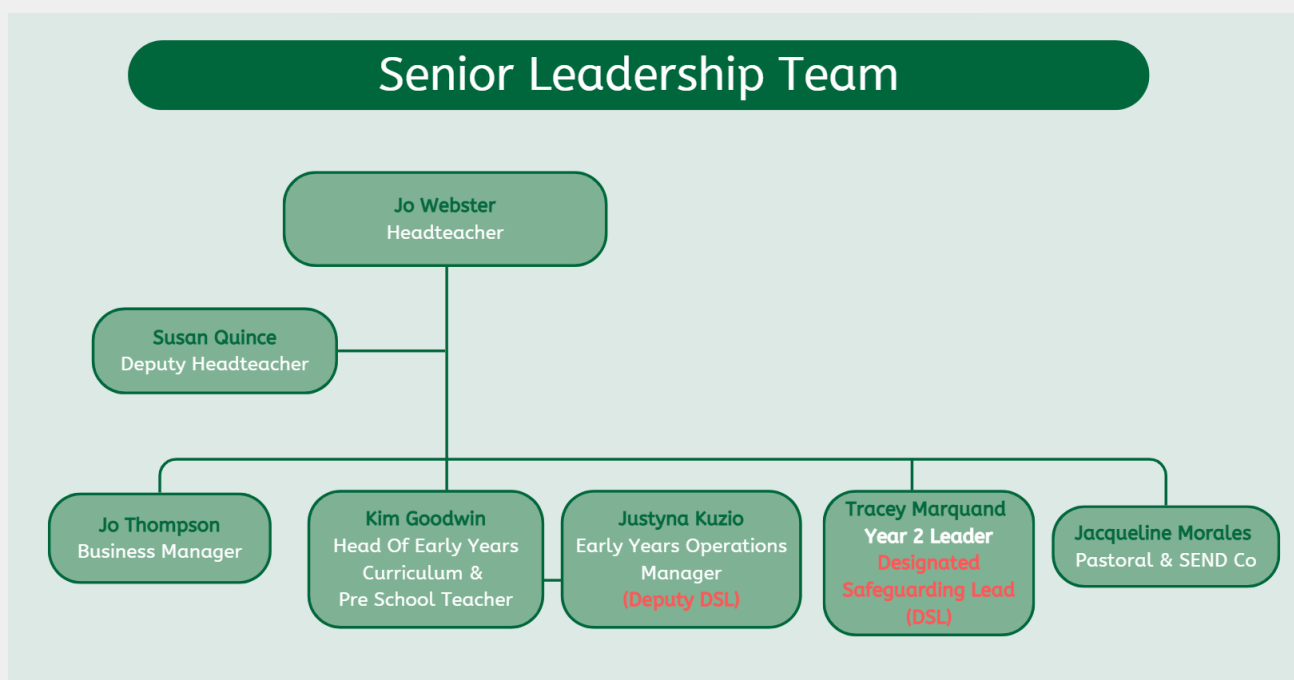 Senior Leadership Team
Jo Webster
Headteacher
Susan Quince
Deputy Headteacher
Jo Thompson
Business Manager
Kim Goodwin
Head Of Early Years
Curriculum &
Pre School Teacher
Justyna Kuzio
Early Years Operations
Manager
(Deputy DSL)
Tracey Marquand
Year 2 Leader
Designated
Safeguarding Lead
(DSL)
Jacqueline Morales
Pastoral & SEND Co